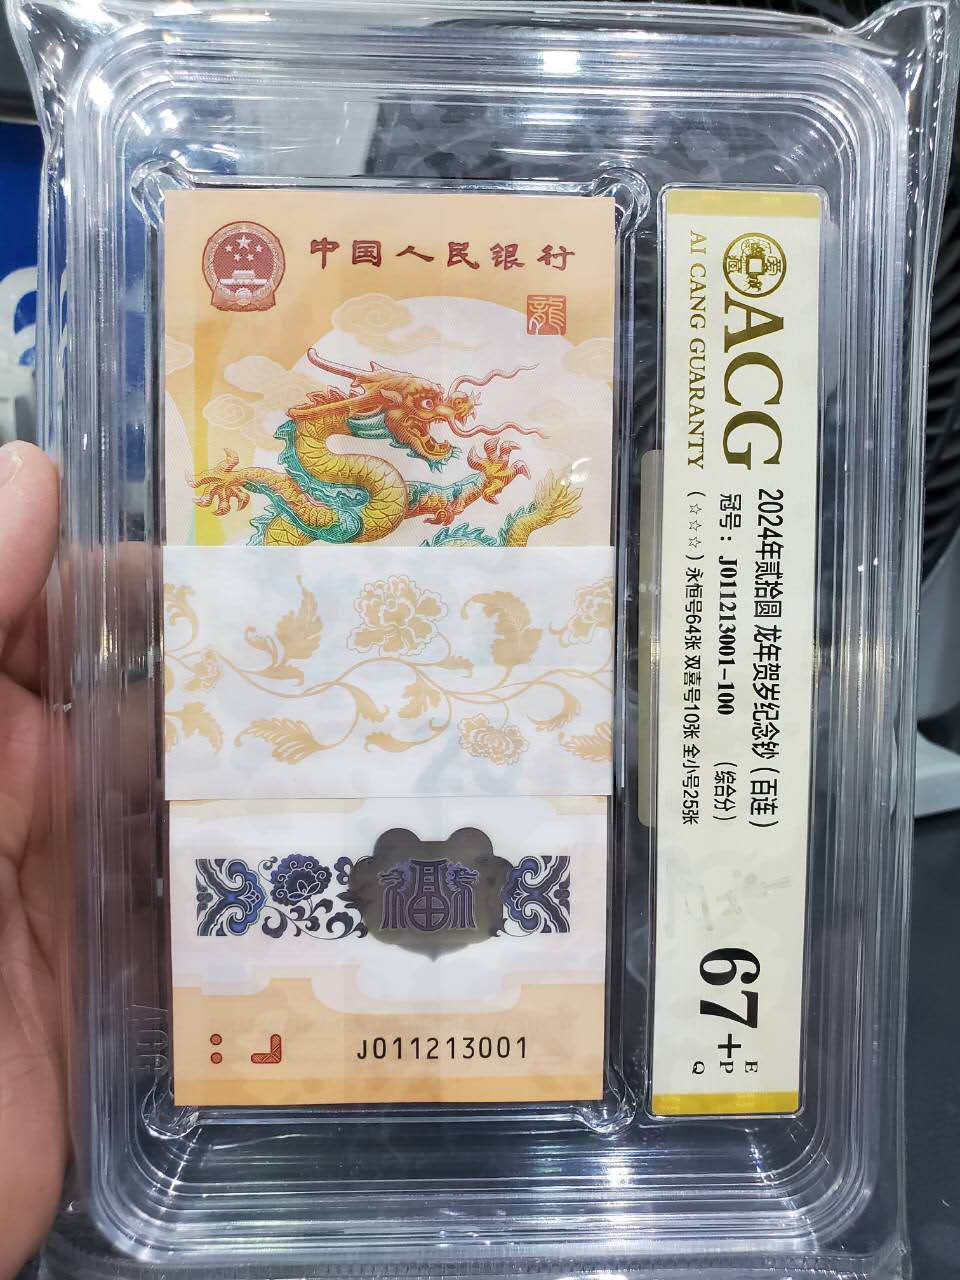 中国人民银行
龍
福
J011213001
ACG
AI CANG GUARANTY
2024年贰拾圆 龙年贺岁纪念钞（百连）
冠号：J011213001-100 （综合分）
（☆☆☆）永恒号64张 双喜号10张 全小号25张
67+
EPQ